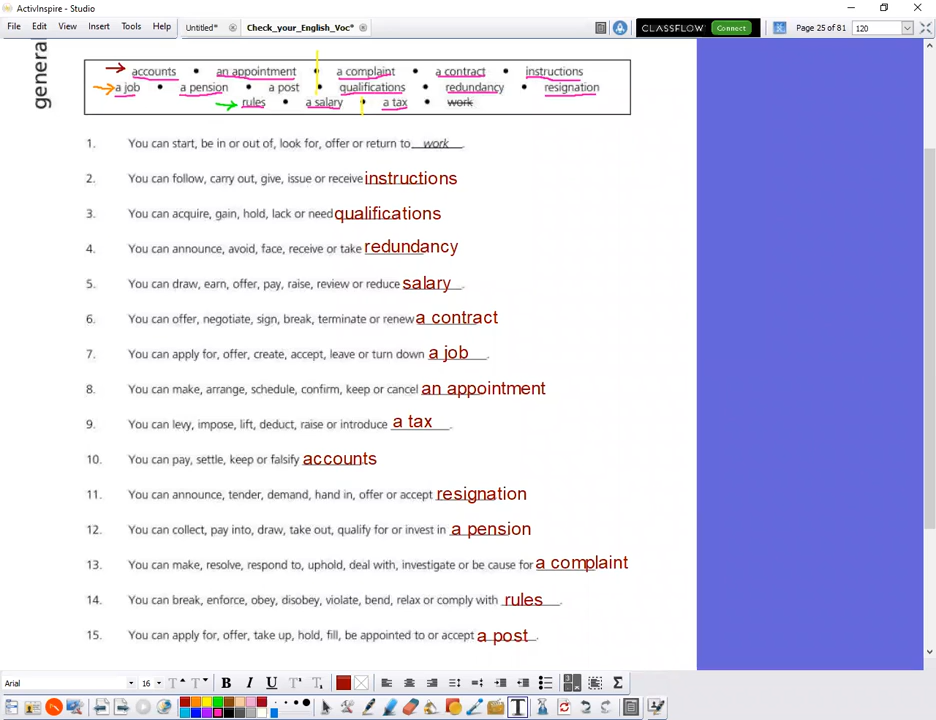 ActivInspire - Studio
File Edit View Insert Tools Help Untitled* Check_your_English_Voc* CLASSFLOW Connect Page 25 of 81 120
general
accounts • an appointment • a complaint • a contract • instructions
a job • a pension • a post • qualifications • redundancy • resignation
rules • a salary • a tax • work
1. You can start, be in or out of, look for, offer or return to work.
2. You can follow, carry out, give, issue or receive instructions
3. You can acquire, gain, hold, lack or need qualifications
4. You can announce, avoid, face, receive or take redundancy
5. You can draw, earn, offer, pay, raise, review or reduce salary.
6. You can offer, negotiate, sign, break, terminate or renew a contract
7. You can apply for, offer, create, accept, leave or turn down a job.
8. You can make, arrange, schedule, confirm, keep or cancel an appointment
9. You can levy, impose, lift, deduct, raise or introduce a tax.
10. You can pay, settle, keep or falsify accounts
11. You can announce, tender, demand, hand in, offer or accept resignation
12. You can collect, pay into, draw, take out, qualify for or invest in a pension
13. You can make, resolve, respond to, uphold, deal with, investigate or be cause for a complaint
14. You can break, enforce, obey, disobey, violate, bend, relax or comply with rules.
15. You can apply for, offer, take up, hold, fill, be appointed to or accept a post.
Arial 16 B I U